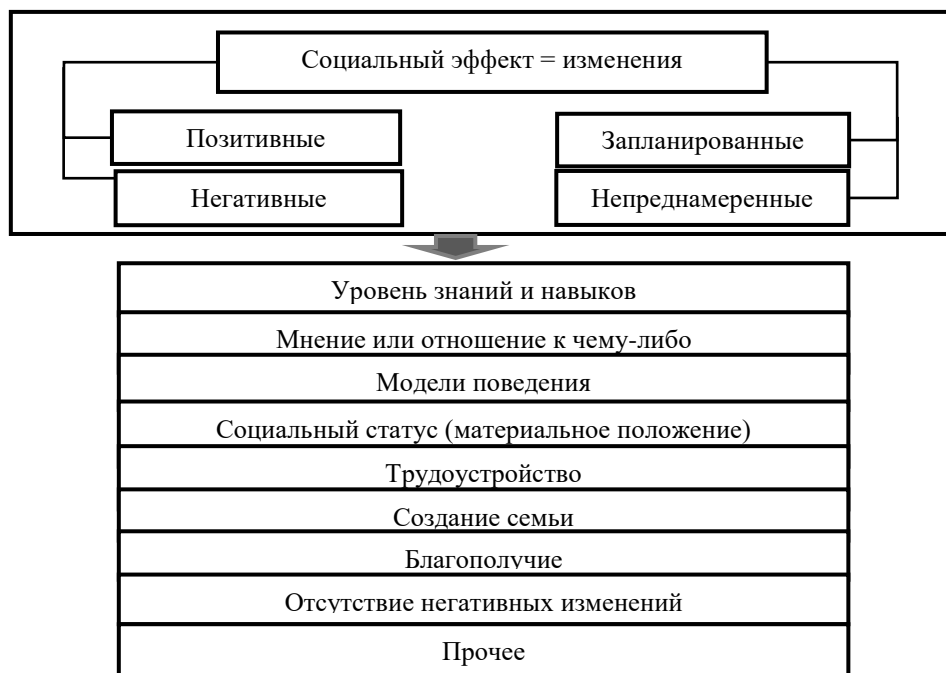 Социальный эффект = изменения
Позитивные
Запланированные
Негативные
Непреднамеренные
Уровень знаний и навыков
Мнение или отношение к чему-либо
Модели поведения
Социальный статус (материальное положение)
Трудоустройство
Создание семьи
Благополучие
Отсутствие негативных изменений
Прочее